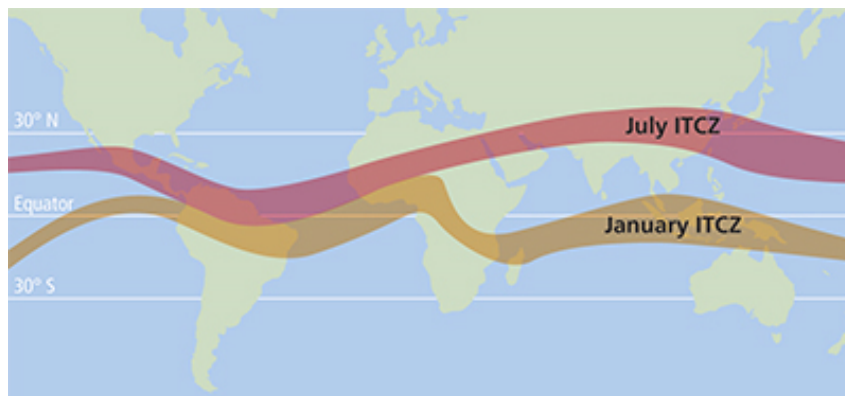 30° N
July ITCZ
Equator
January ITCZ
30° S